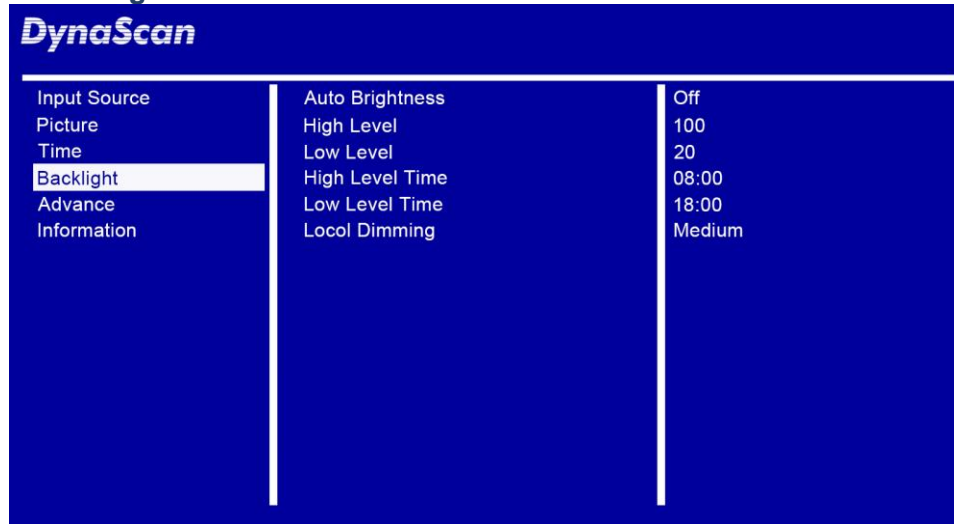 DynaScan
Input Source Auto Brightness Off
Picture High Level 100
Time Low Level 20
Backlight High Level Time 08:00
Advance Low Level Time 18:00
Information Locol Dimming Medium